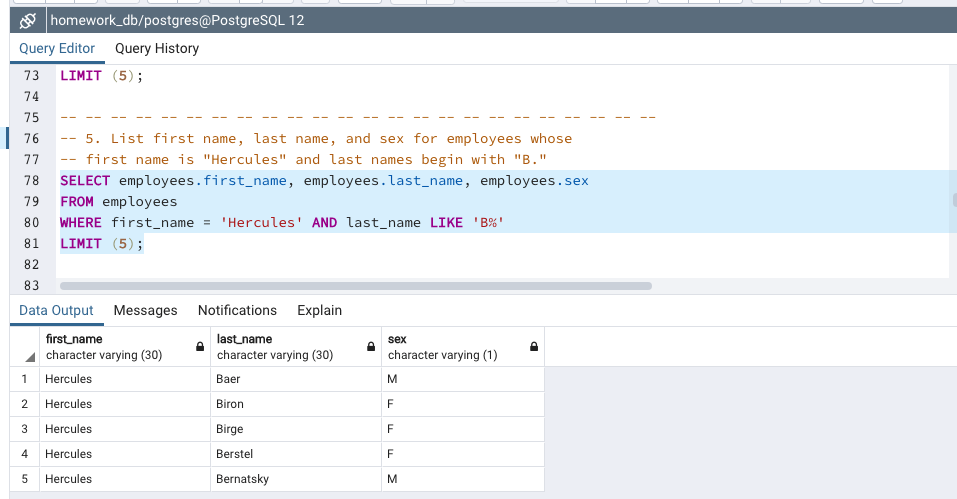 homework_db/postgres@PostgreSQL 12
Query Editor Query History
73 LIMIT (5);
74
75 -- -- -- -- -- -- -- -- -- -- -- -- -- -- -- -- -- -- -- -- -- -- -- --
76 -- 5. List first name, last name, and sex for employees whose
77 -- first name is "Hercules" and last names begin with "B."
78 SELECT employees.first_name, employees.last_name, employees.sex
79 FROM employees
80 WHERE first_name = 'Hercules' AND last_name LIKE 'B%'
81 LIMIT (5);
82
83
Data Output Messages Notifications Explain
first_name last_name sex
character varying (30) character varying (30) character varying (1)
1 Hercules Baer M
2 Hercules Biron F
3 Hercules Birge F
4 Hercules Berstel F
5 Hercules Bernatsky M